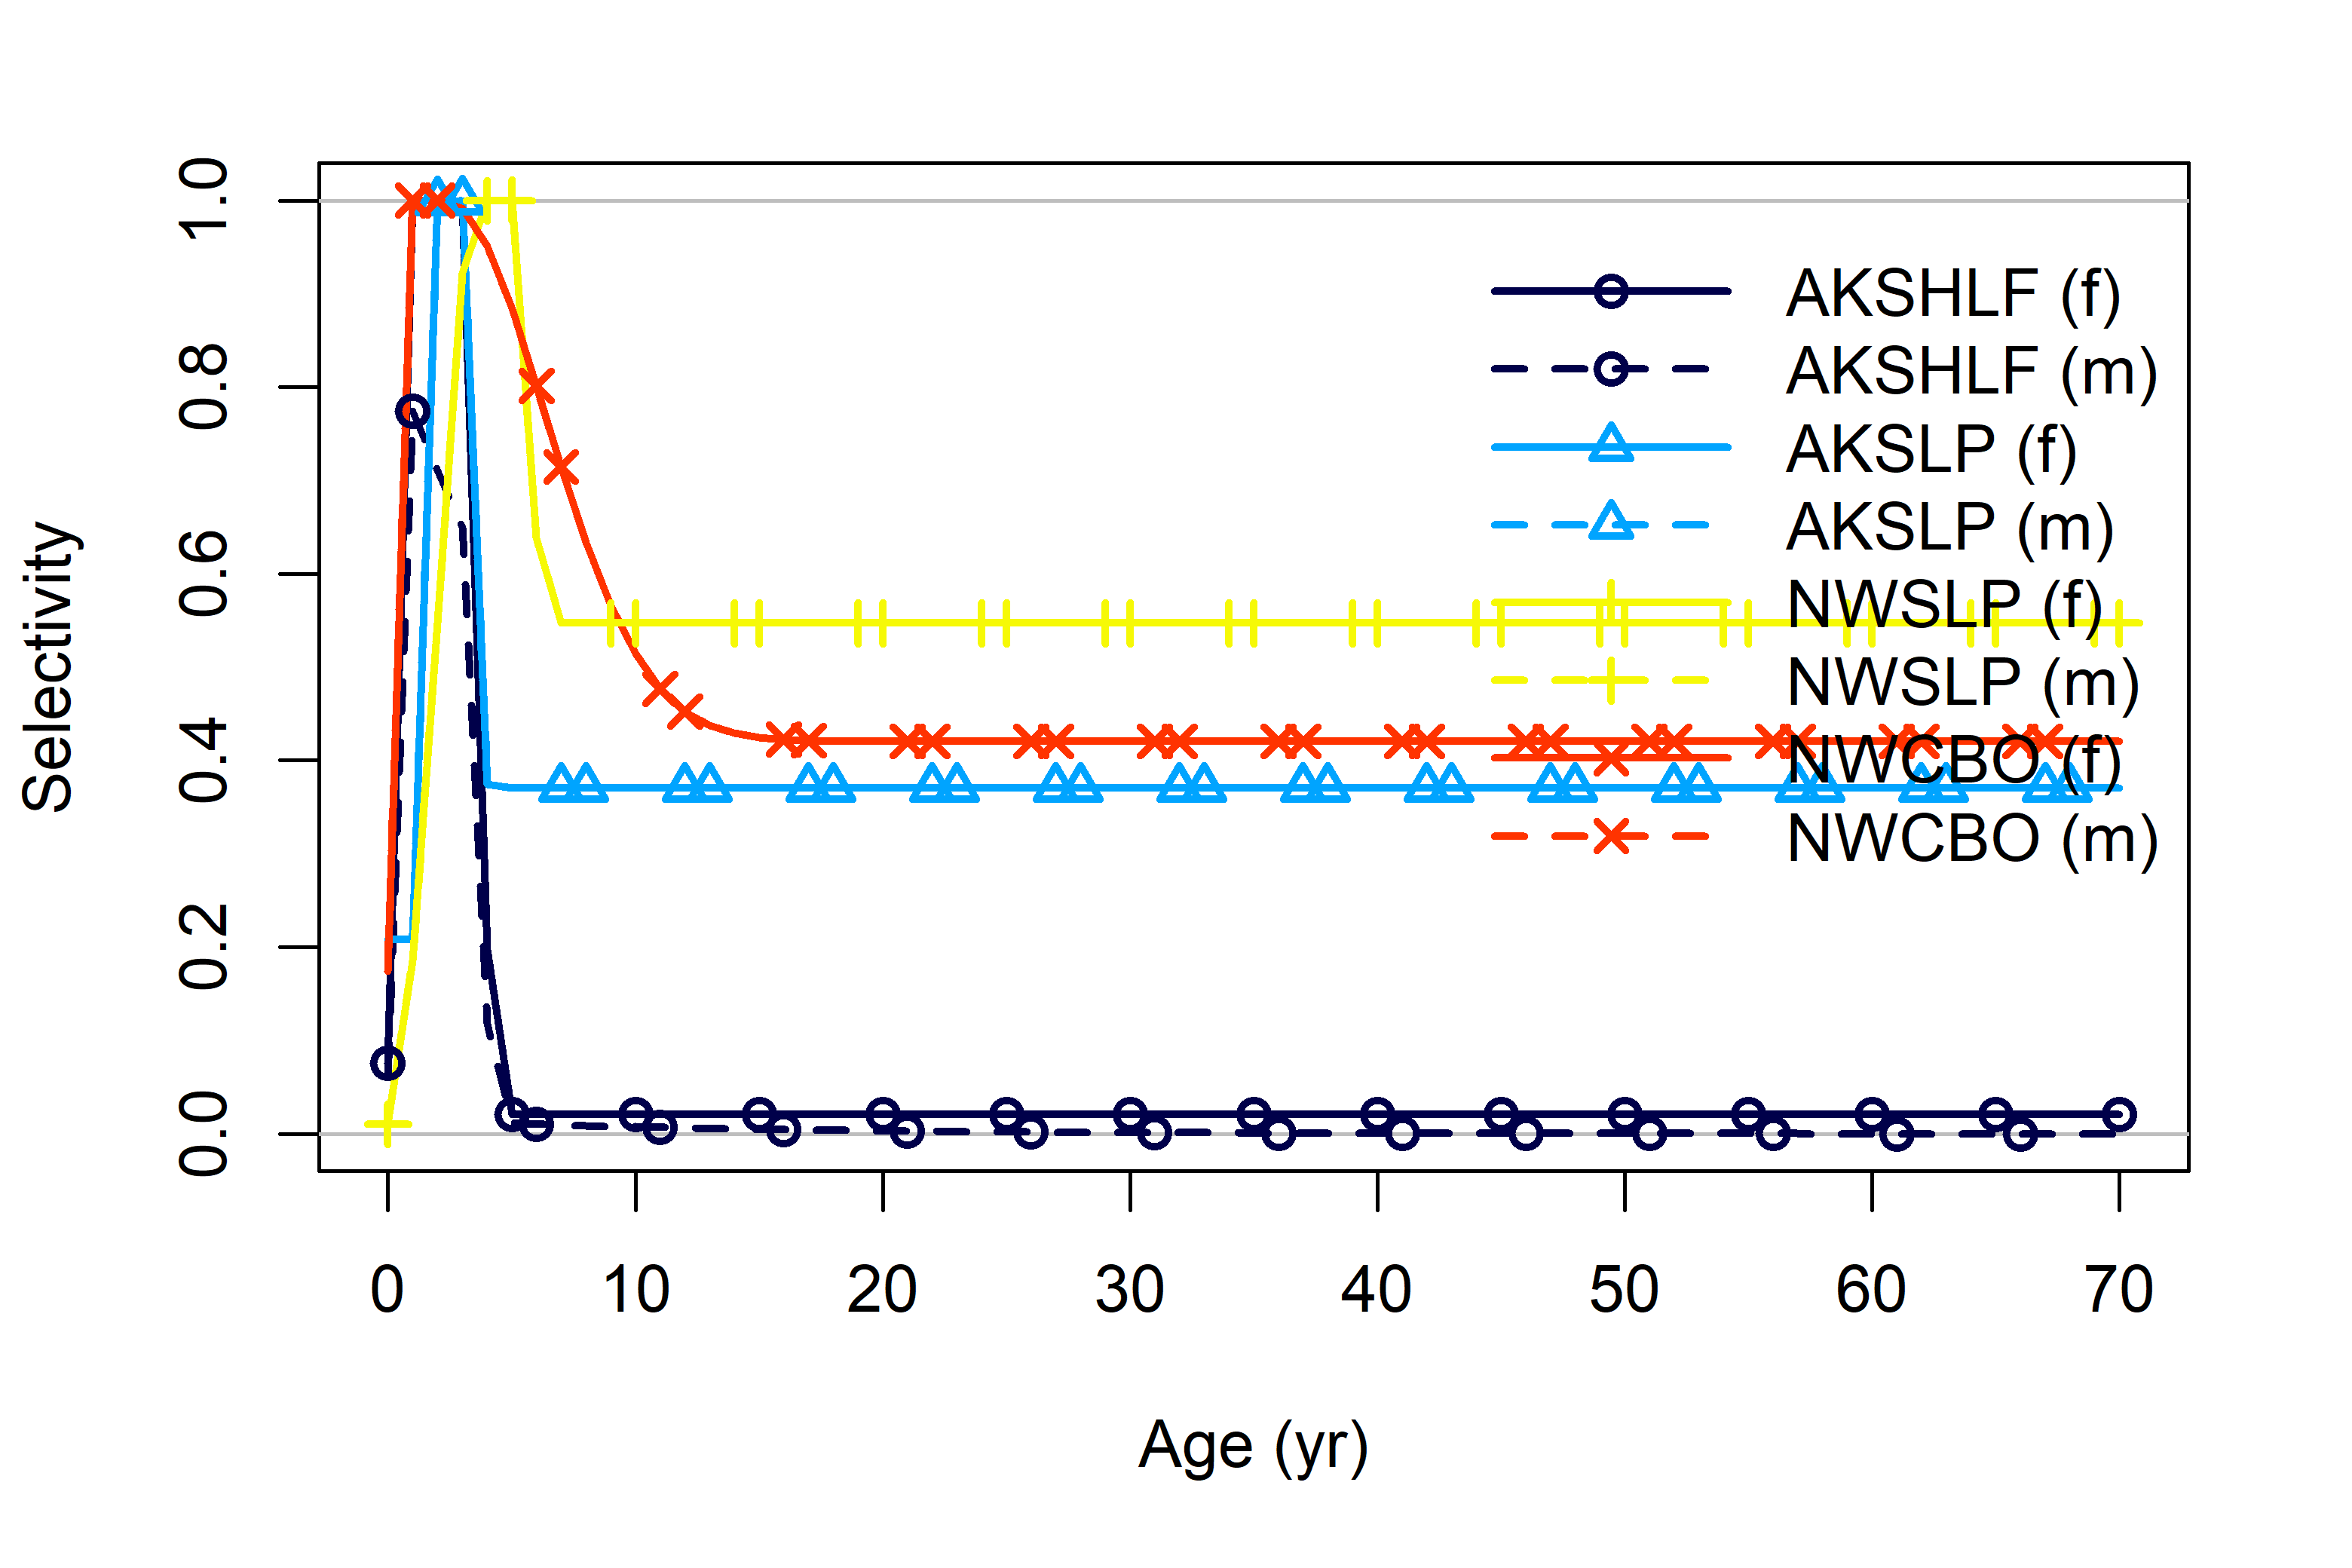 Selectivity
1.0
0.8
0.6
0.4
0.2
0.0
AKSHLF (f)
AKSHLF (m)
AKSLP (f)
AKSLP (m)
NWSLP (f)
NWSLP (m)
NWCBO (f)
NWCBO (m)
0 10 20 30 40 50 60 70
Age (yr)